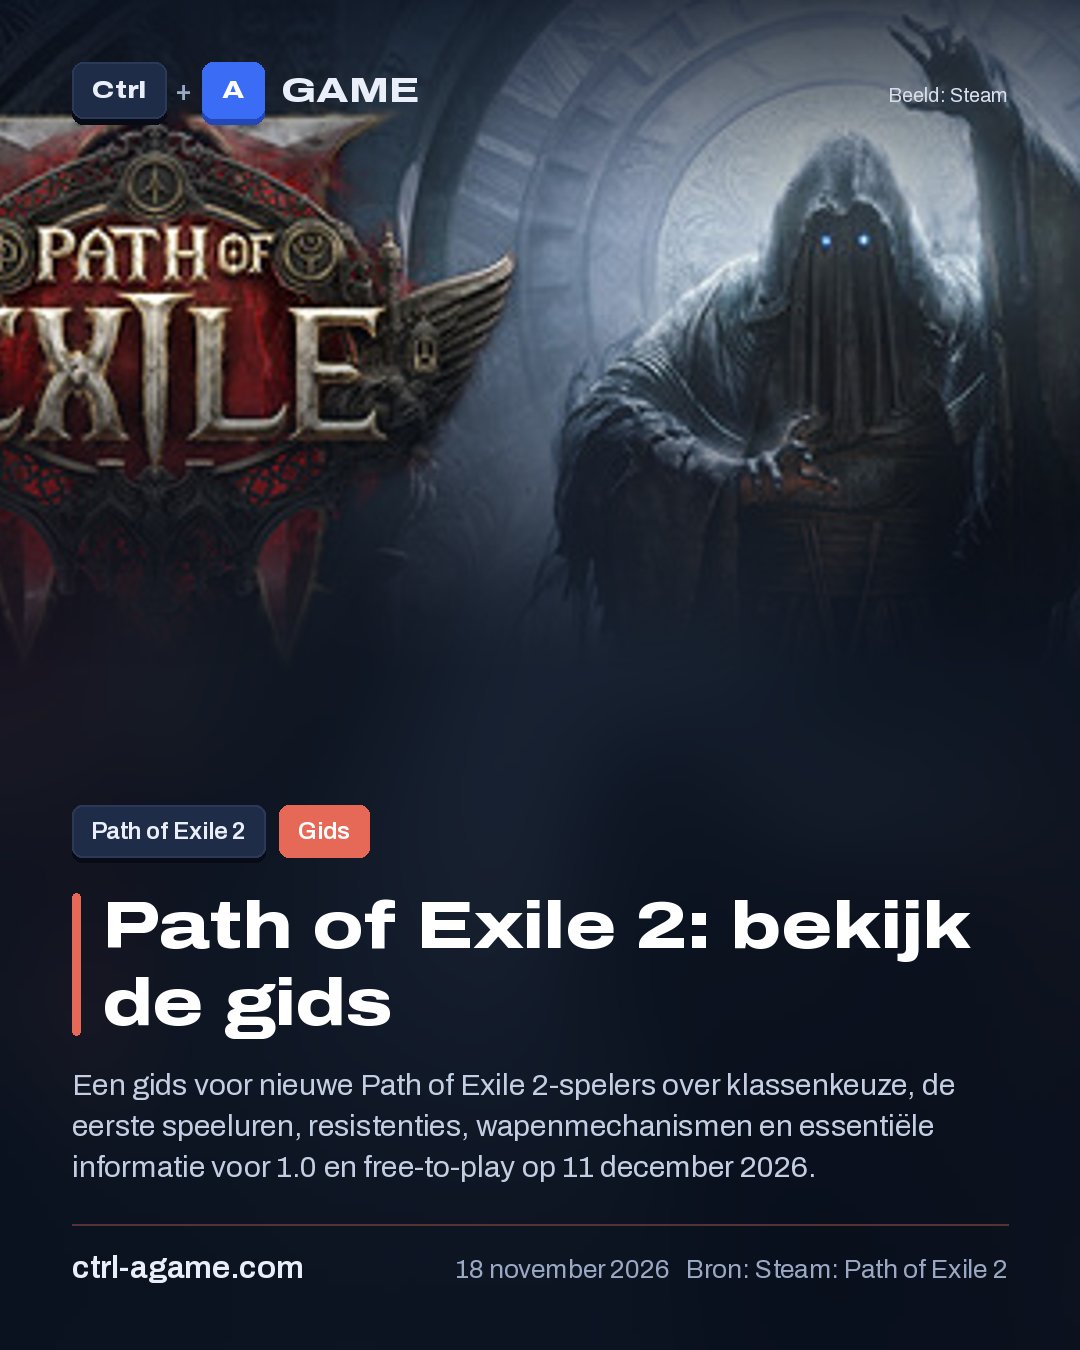 Ctrl + A GAME
Beeld: Steam
PATH OF
EXILE
Path of Exile 2 Gids
Path of Exile 2: bekijk
de gids
Een gids voor nieuwe Path of Exile 2-spelers over klassenkeuze, de
eerste speeluren, resistenties, wapenmechanismen en essentiële
informatie voor 1.0 en free-to-play op 11 december 2026.
ctrl-agame.com
18 november 2026 Bron: Steam: Path of Exile 2